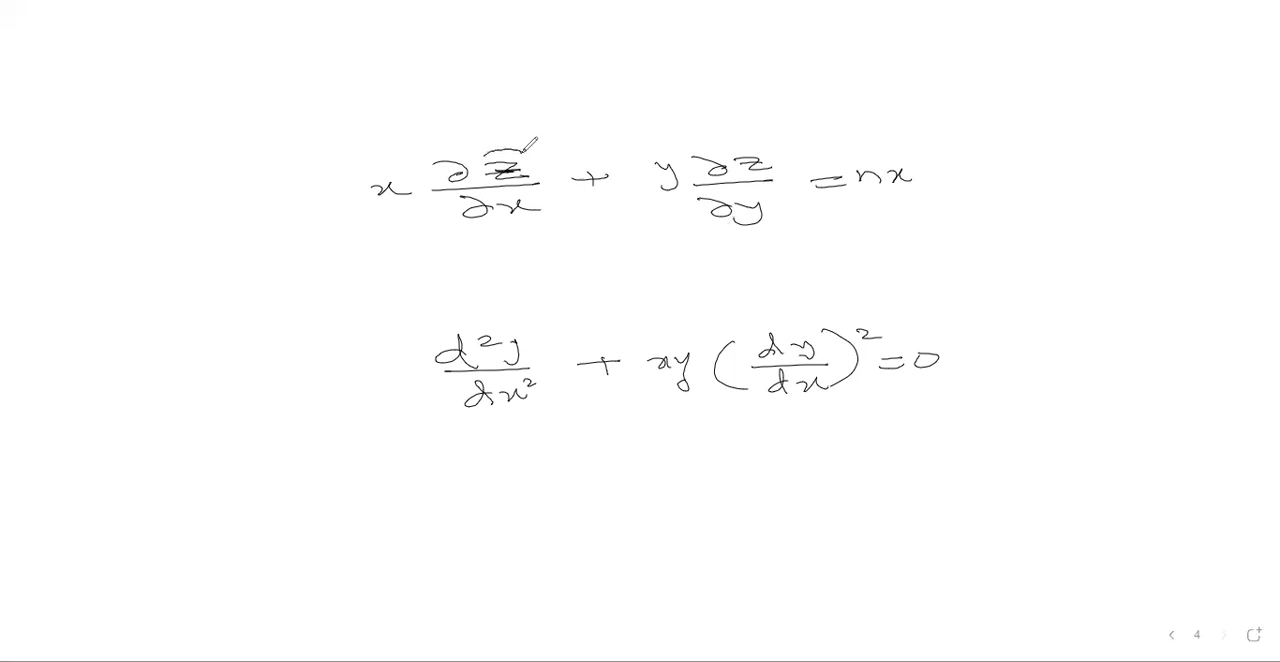 x ∂z/∂x + y ∂z/∂y = nx
d²y/dx² + xy (dy/dx)² = 0
4